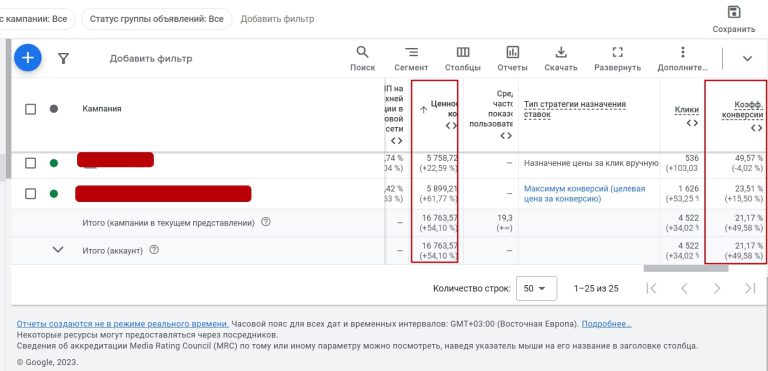 с кампании: Все Статус группы объявлений: Все Добавить фильтр
Сохранить
Добавить фильтр
Поиск Сегмент Столбцы Отчеты Скачать Развернуть Дополните...
Кампания
ІП на
хней
ции в
овой
сети
Ценнос
ко
Сред
часто
показо
пользовате
Тип стратегии назначения
ставок
Клики
Коэфф.
конверсии
,74 % 5 758,72 — Назначение цены за клик вручную 536 49,57 %
04 %) (+22,59 %) (+103,03 (-4,02 %)
,42 % 5 899,21 — Максимум конверсий (целевая 1 626 23,51 %
63 %) (+61,77 %) цена за конверсию) (+53,25 % (+15,50 %)
Итого (кампании в текущем представлении) — 16 763,57 19,3 4 522 21,17 %
(+54,10 %) (+∞) (+34,02 % (+49,58 %)
Итого (аккаунт) — 16 763,57 4 522 21,17 %
(+54,10 %) (+34,02 % (+49,58 %)
Количество строк: 50 1–25 из 25
Отчеты создаются не в режиме реального времени. Часовой пояс для всех дат и временных интервалов: GMT+03:00 (Восточная Европа). Подробнее..
Некоторые ресурсы могут предоставляться через посредников.
Сведения об аккредитации Media Rating Council (MRC) по тому или иному параметру можно посмотреть, наведя указатель мыши на его название в заголовке столбца.
© Google, 2023.